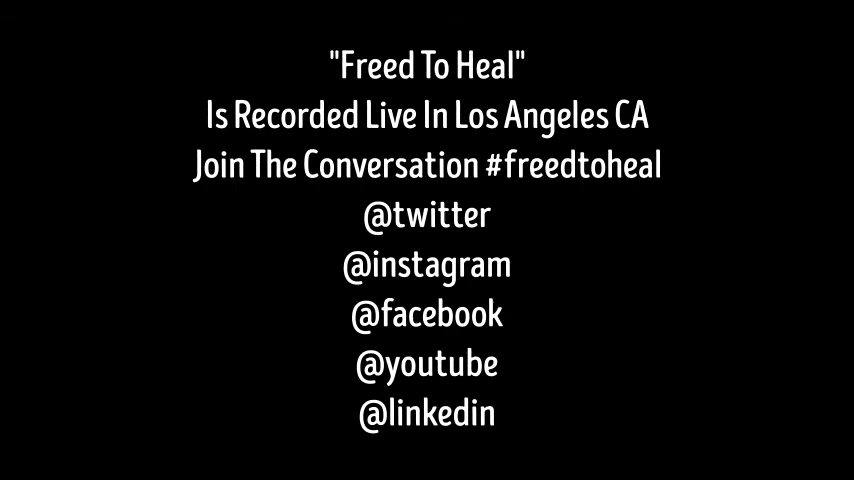 "Freed To Heal"
Is Recorded Live In Los Angeles CA
Join The Conversation #freedtoheal
@twitter
@instagram
@facebook
@youtube
@linkedin